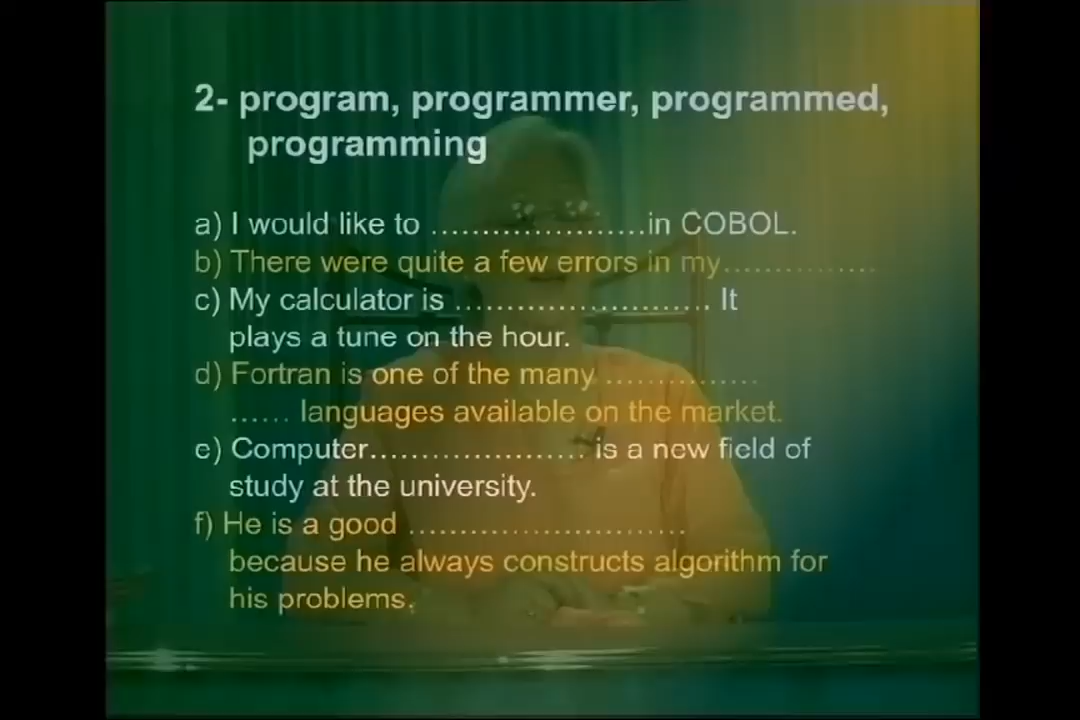 2- program, programmer, programmed,
programming
a) I would like to .....................in COBOL.
b) There were quite a few errors in my...............
c) My calculator is ......................... It
plays a tune on the hour.
d) Fortran is one of the many ...............
...... languages available on the market.
e) Computer..................... is a new field of
study at the university.
f) He is a good ...........................
because he always constructs algorithm for
his problems.